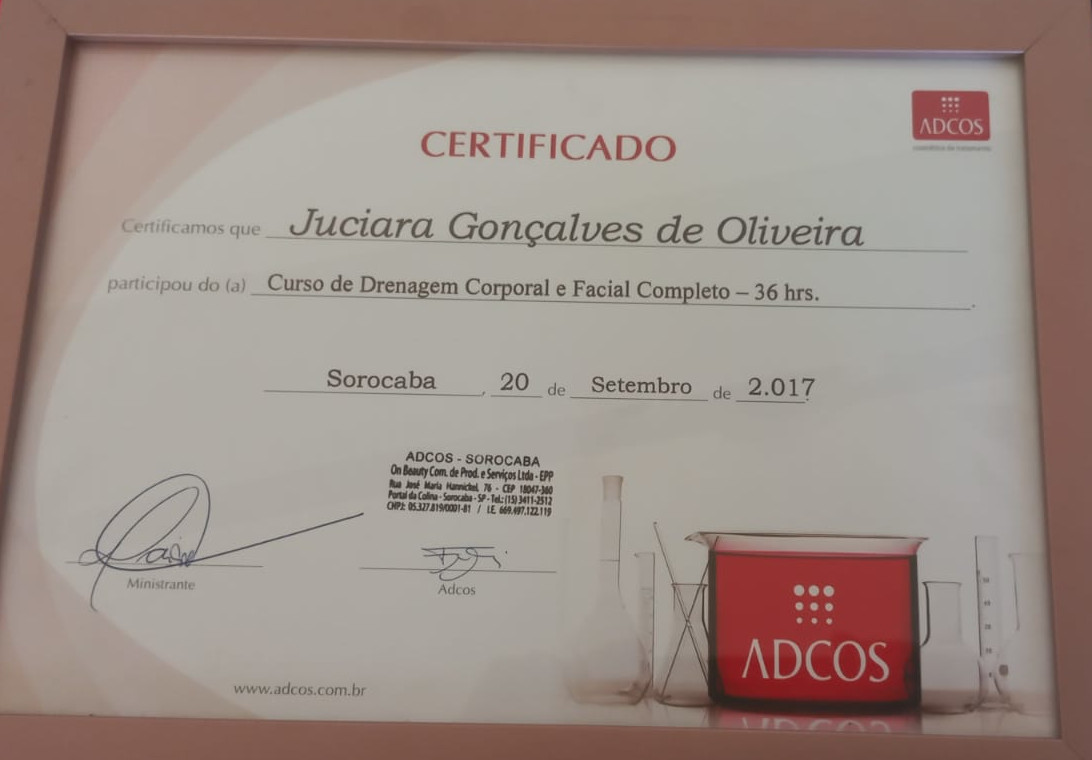 ADCOS
CERTIFICADO
Certificamos que Juciara Gonçalves de Oliveira
participou do (a) Curso de Drenagem Corporal e Facial Completo – 36 hrs.
Sorocaba, 20 de Setembro de 2.017
ADCOS - SOROCABA
On Beauty Com. de Prod. e Serviços Ltda - EPP
Rua José Maria Hannickel, 76 - CEP 18047-360
Portal da Colina - Sorocaba - SP - Tel.: (15) 3411-2512
CNPJ: 05.327.819/0001-81 / I.E. 669.497.122.119
Ministrante
Adcos
ADCOS
www.adcos.com.br